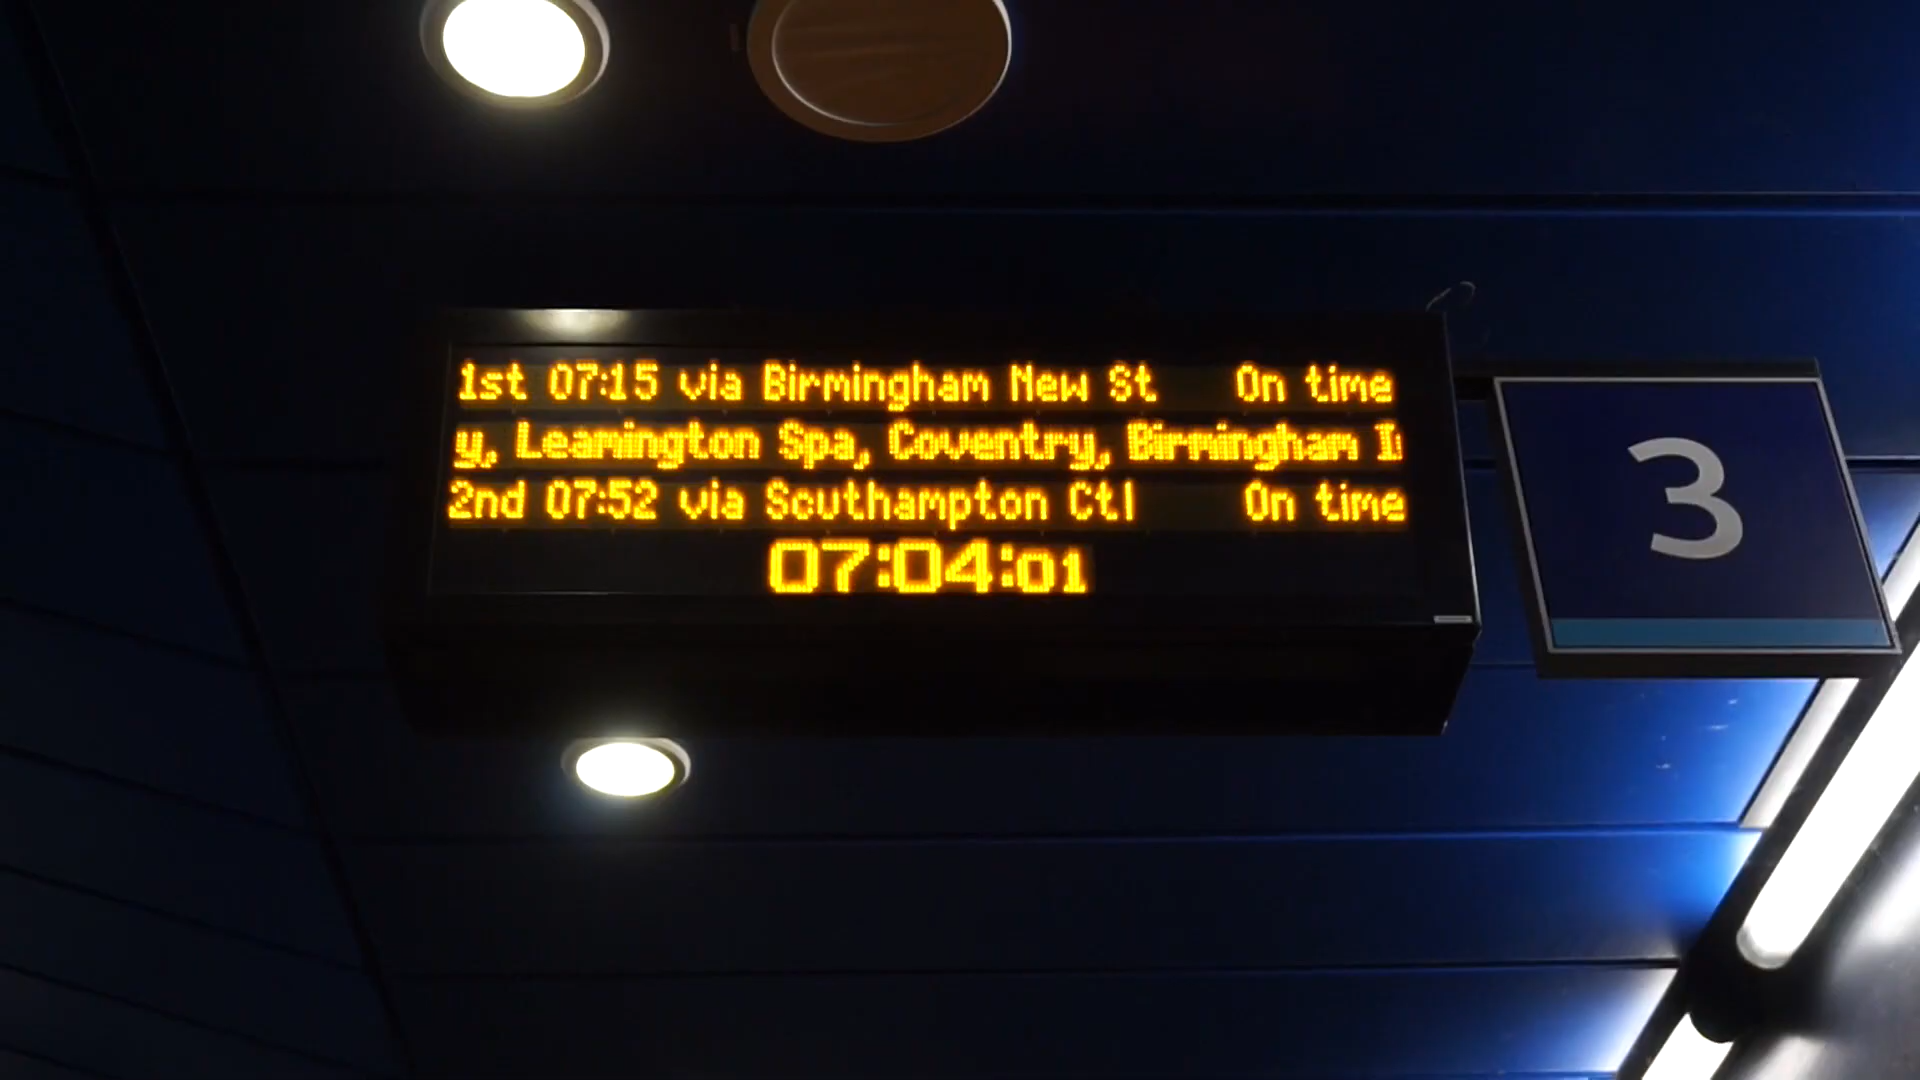 1st 07:15 via Birmingham New St On time
y, Leamington Spa, Coventry, Birmingham
2nd 07:52 via Southampton Ctl On time
07:04:01
3